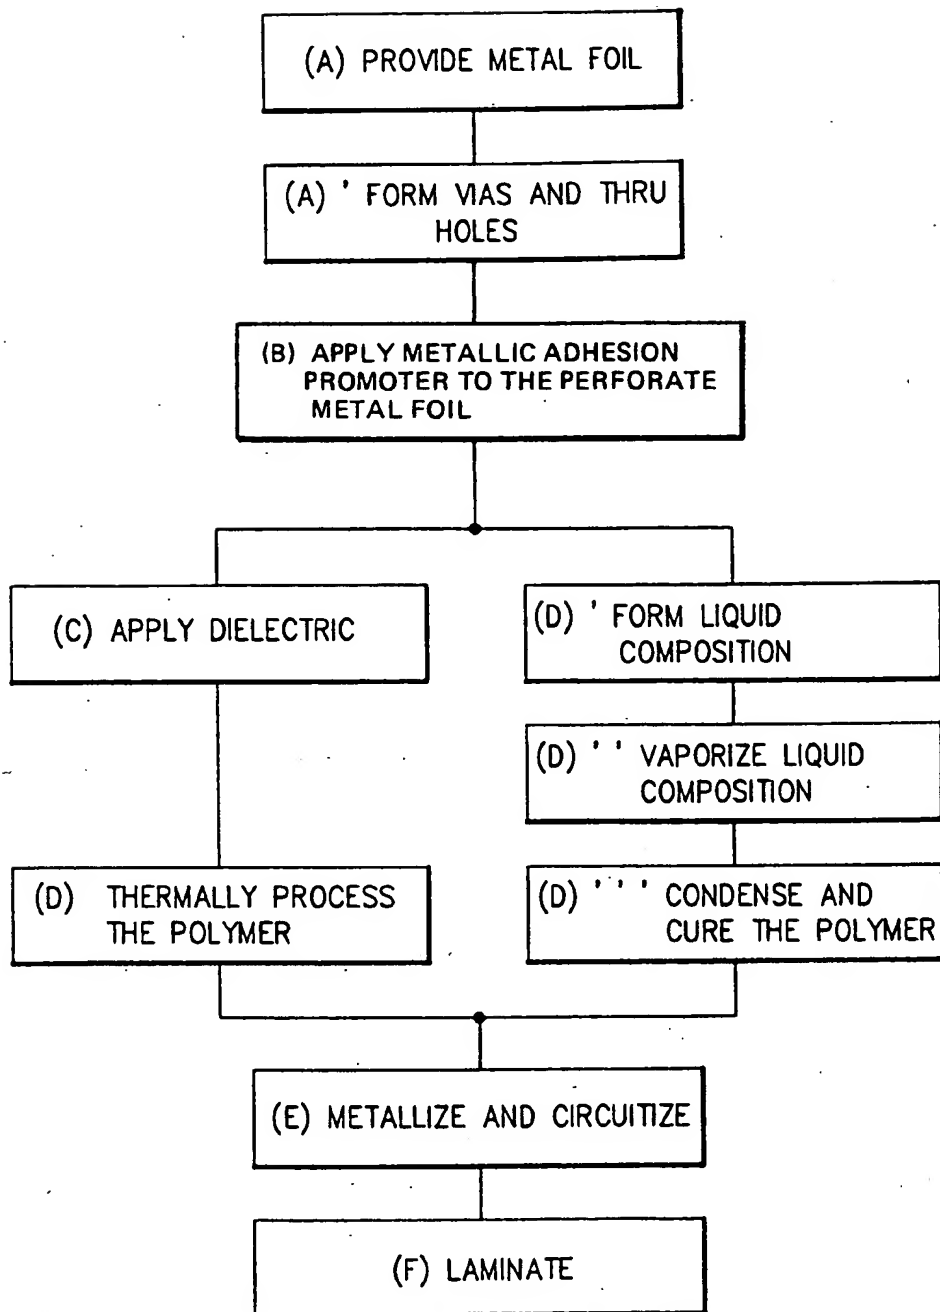 (A) PROVIDE METAL FOIL
(A) ' FORM VIAS AND THRU
HOLES
(B) APPLY METALLIC ADHESION
PROMOTER TO THE PERFORATE
METAL FOIL
(C) APPLY DIELECTRIC
(D) THERMALLY PROCESS
THE POLYMER
(D) ' FORM LIQUID
COMPOSITION
(D) ' ' VAPORIZE LIQUID
COMPOSITION
(D) ' ' ' CONDENSE AND
CURE THE POLYMER
(E) METALLIZE AND CIRCUITIZE
(F) LAMINATE